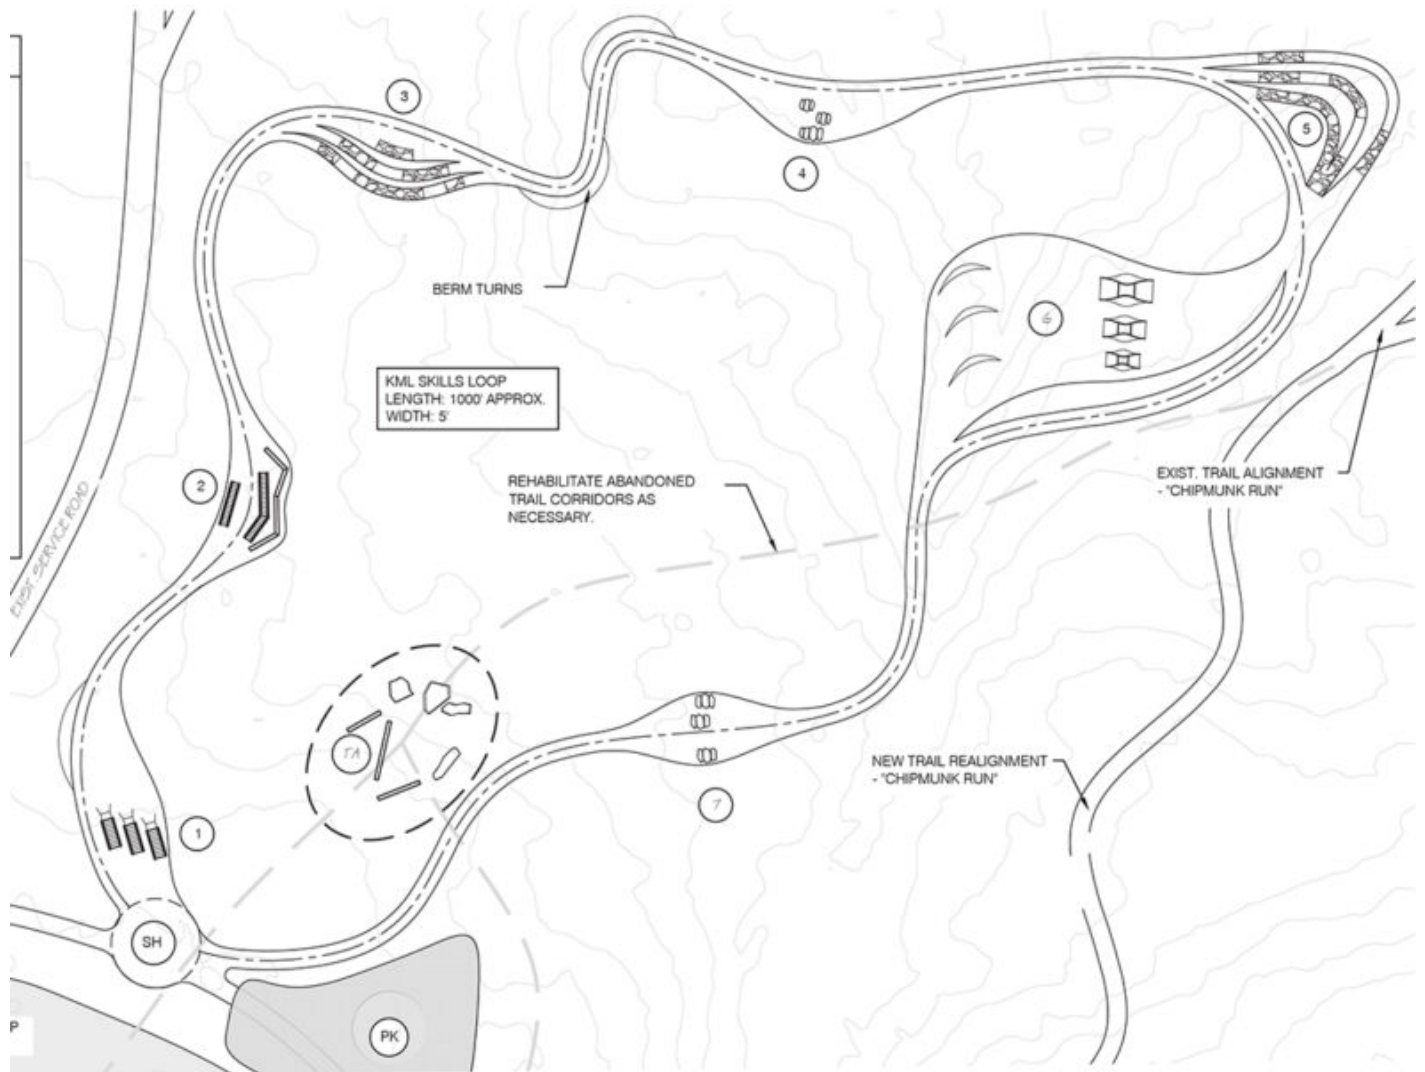 3
4
5
BERM TURNS
6
KML SKILLS LOOP
LENGTH: 1000' APPROX.
WIDTH: 5'
2
REHABILITATE ABANDONED
TRAIL CORRIDORS AS
NECESSARY.
EXIST. TRAIL ALIGNMENT
- "CHIPMUNK RUN"
EXIST. SERVICE ROAD
TA
NEW TRAIL REALIGNMENT
- "CHIPMUNK RUN"
7
1
SH
P
PK